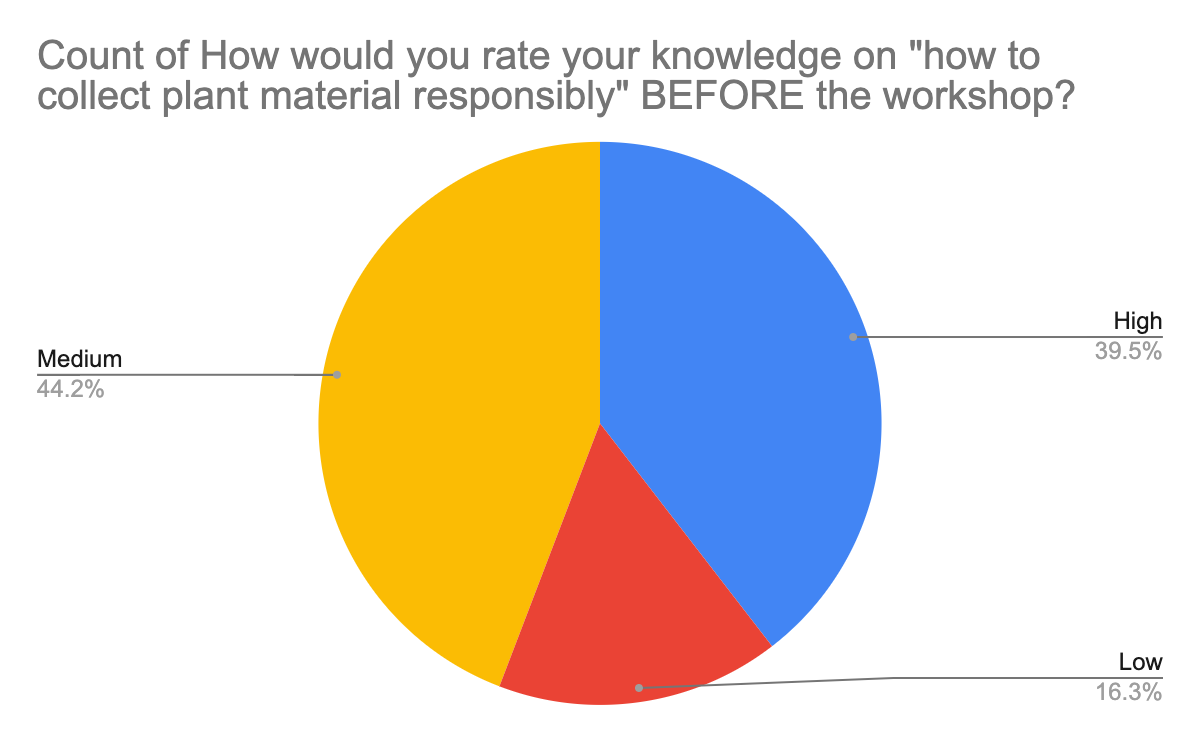 Count of How would you rate your knowledge on "how to
collect plant material responsibly" BEFORE the workshop?
High
39.5%
Medium
44.2%
Low
16.3%